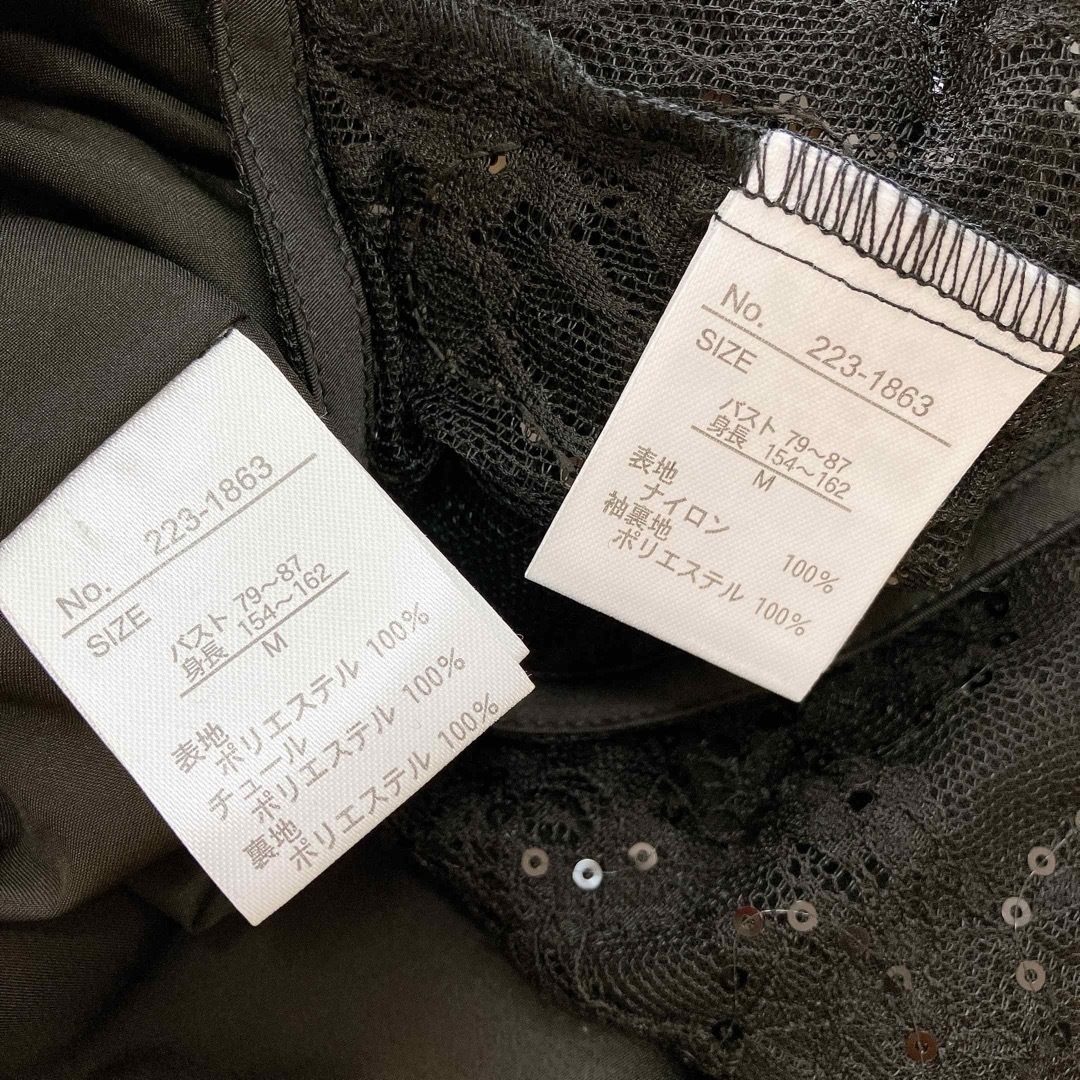 No. 223-1863
SIZE
バスト 79〜87
身長 154〜162
M
表地
ポリエステル 100%
チュール
ポリエステル 100%
裏地
ポリエステル 100%
No. 223-1863
SIZE
バスト 79〜87
身長 154〜162
M
表地
ナイロン 100%
袖裏地
ポリエステル 100%